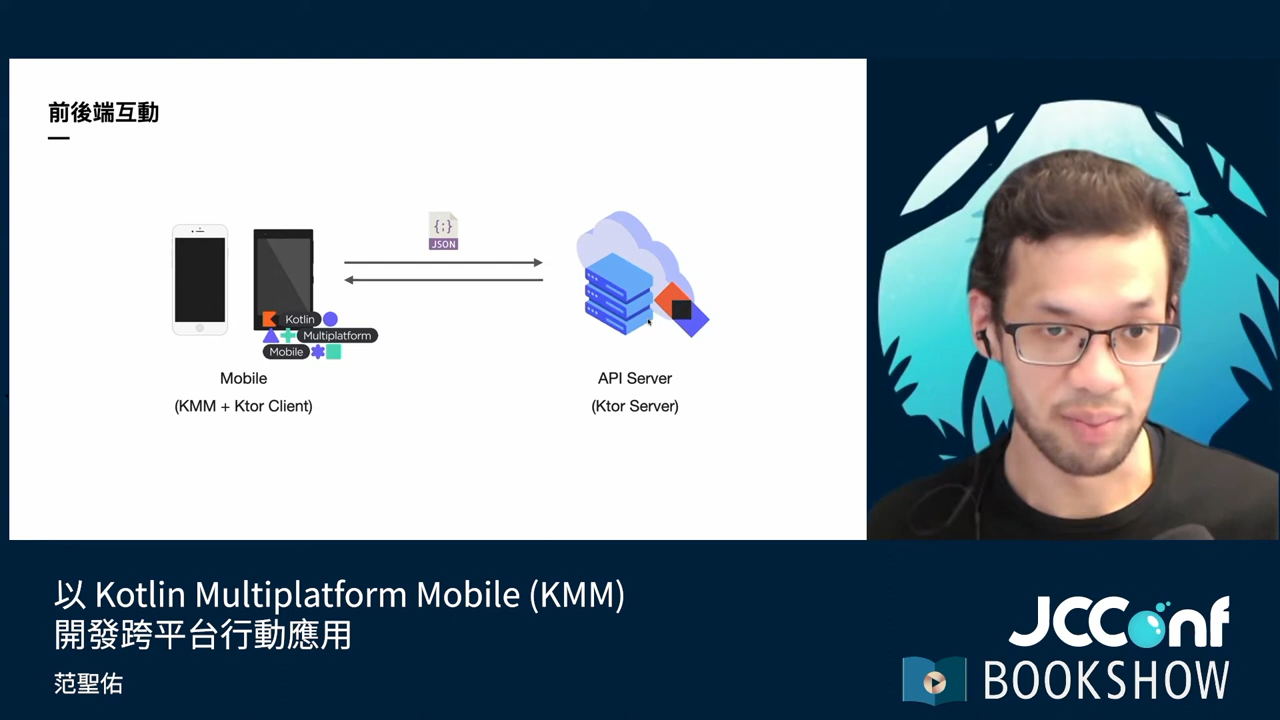 前後端互動
{;}
JSON
Kotlin
Multiplatform
Mobile
Mobile
(KMM + Ktor Client)
API Server
(Ktor Server)
以 Kotlin Multiplatform Mobile (KMM)
開發跨平台行動應用
范聖佑
JCConf
BOOKSHOW